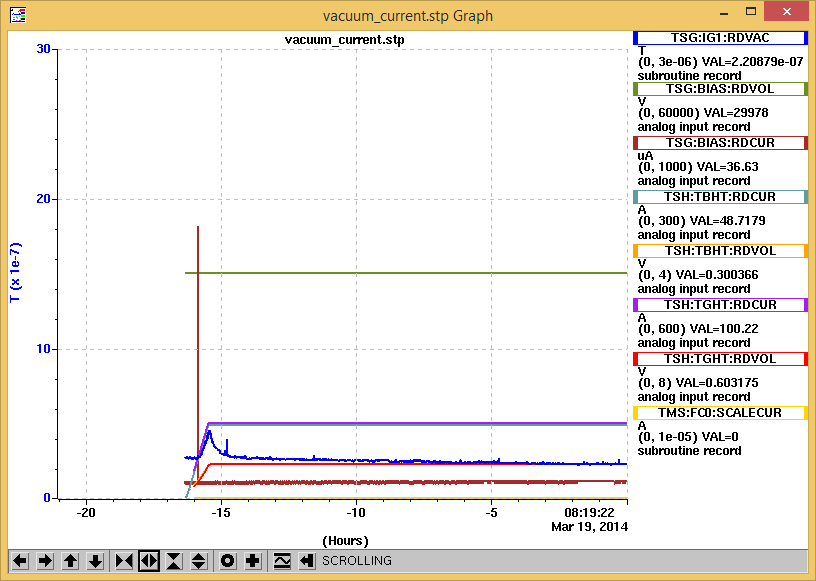 vacuum_current.stp Graph
vacuum_current.stp
30
20
10
0
T (x 1e-7)
-20
-15
-10
-5
08:19:22
Mar 19, 2014
(Hours)
TSG:IG1:RDVAC
T
(0, 3e-06) VAL=2.20879e-07
subroutine record
TSG:BIAS:RDVOL
V
(0, 60000) VAL=29978
analog input record
TSG:BIAS:RDCUR
uA
(0, 1000) VAL=36.63
analog input record
TSH:TBHT:RDCUR
A
(0, 300) VAL=48.7179
analog input record
TSH:TBHT:RDVOL
V
(0, 4) VAL=0.300366
analog input record
TSH:TGHT:RDCUR
A
(0, 600) VAL=100.22
analog input record
TSH:TGHT:RDVOL
V
(0, 8) VAL=0.603175
analog input record
TMS:FC0:SCALECUR
A
(0, 1e-05) VAL=0
subroutine record
SCROLLING